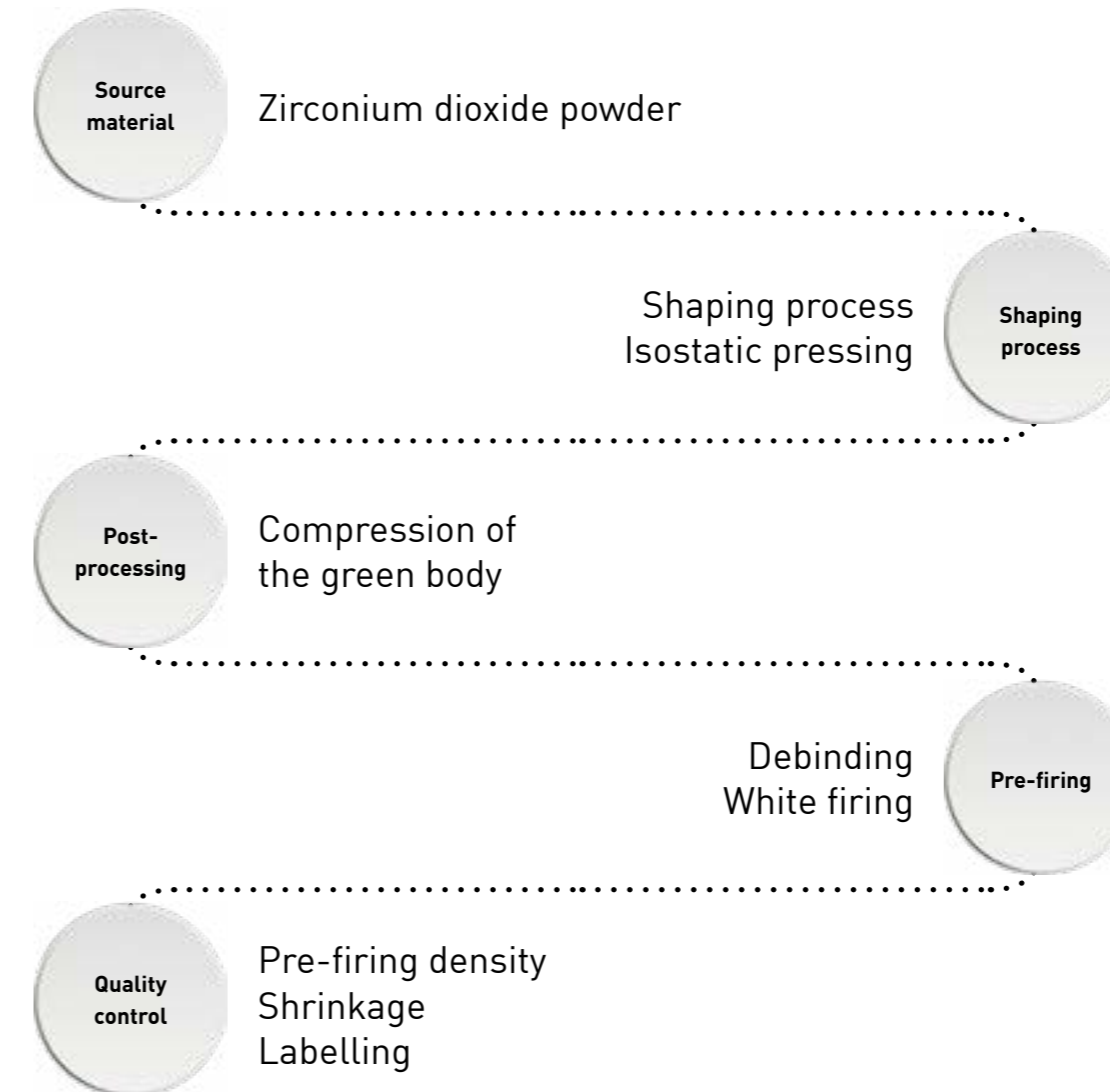 Source
material
Zirconium dioxide powder
Shaping process
Isostatic pressing
Shaping
process
Post-
processing
Compression of
the green body
Debinding
White firing
Pre-firing
Quality
control
Pre-firing density
Shrinkage
Labelling